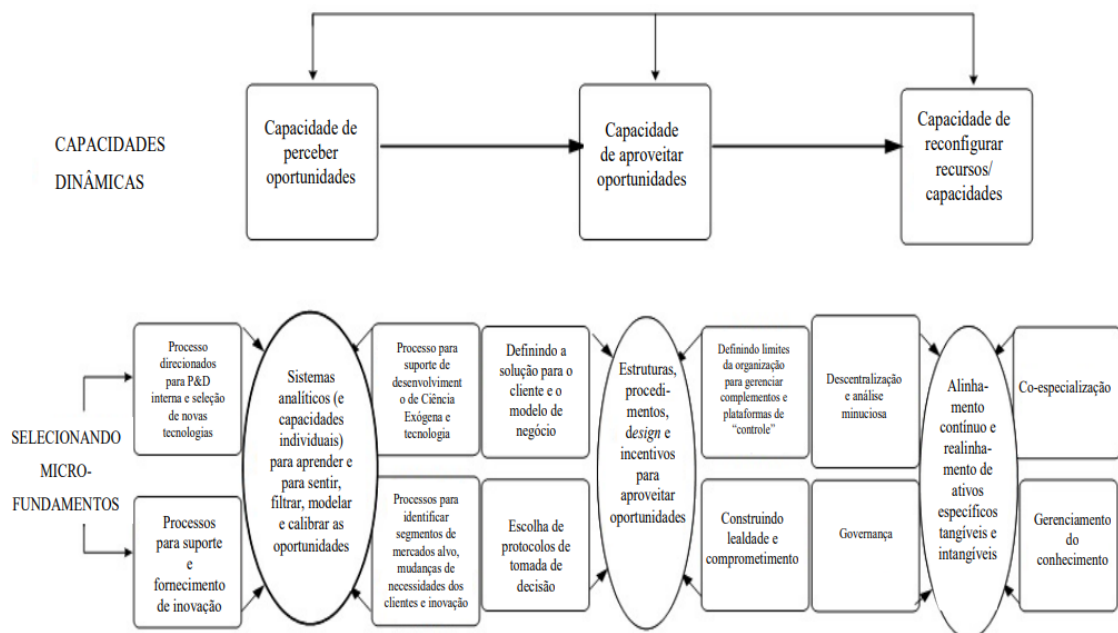 CAPACIDADES
DINÂMICAS
Capacidade de
perceber
oportunidades
Capacidade
de aproveitar
oportunidades
Capacidade de
reconfigurar
recursos/
capacidades
SELECIONANDO
MICRO-
FUNDAMENTOS
Processo
direcionados
para P&D
interna e seleção
de novas
tecnologias
Processos
para suporte
e
fornecimento
de inovação
Sistemas
analíticos (e
capacidades
individuais)
para aprender e
para sentir,
filtrar, modelar
e calibrar as
oportunidades
Processo para
suporte de
desenvolviment
o de Ciência
Exógena e
tecnologia
Processos para
identificar
segmentos de
mercados alvo,
mudanças de
necesidades dos
clientes e inovação
Definindo a
solução para o
cliente e o
modelo de
negócio
Escolha de
protocolos de
tomada de
decisão
Estruturas,
procedi-
mentos,
design e
incentivos
para
aproveitar
oportunidades
Definindo limites
da organização
para gerenciar
complementos e
plataformas de
“controle”
Construindo
lealdade e
comprometimento
Descentralização
e análise
minuciosa
Governança
Alinha-
mento
contínuo e
realinha-
mento de
ativos
específicos
tangíveis e
intangíveis
Co-especialização
Gerenciamento
do
conhecimento